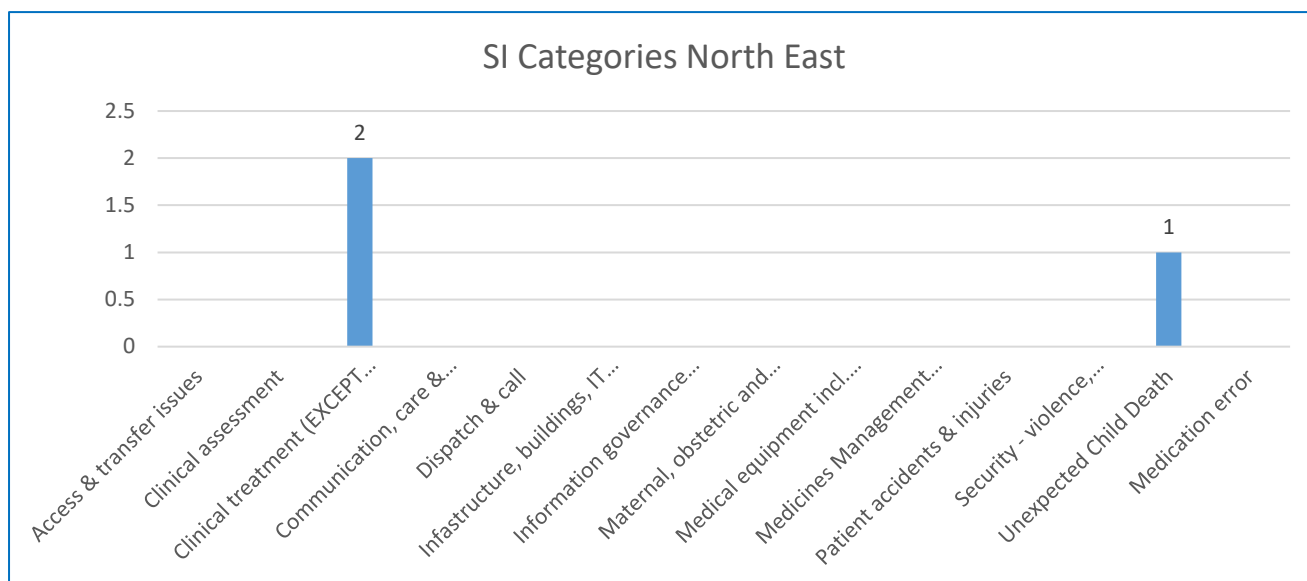 SI Categories North East
2.5
2
1.5
1
0.5
0
2
1
Access & transfer issues
Clinical assessment
Clinical treatment (EXCEPT...
Communication, care &...
Dispatch & call
Infastructure, buildings, IT...
Information governance...
Maternal, obstetric and...
Medical equipment incl....
Medicines Management...
Patient accidents & injuries
Security - violence,...
Unexpected Child Death
Medication error